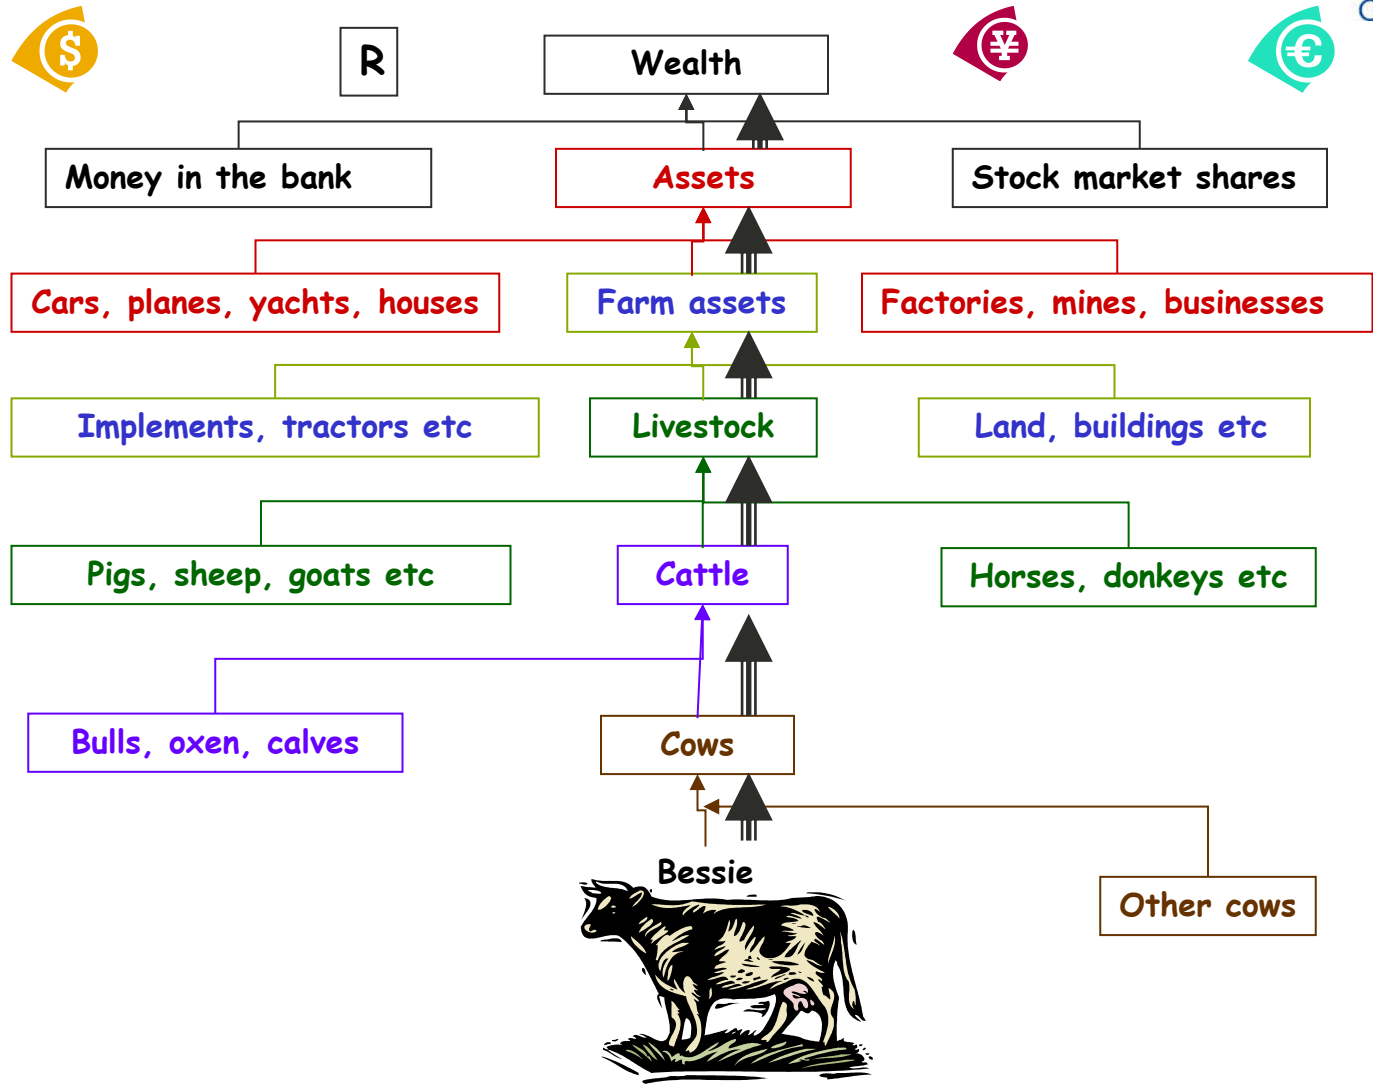 $
R
Wealth
¥
€
Money in the bank
Assets
Stock market shares
Cars, planes, yachts, houses
Farm assets
Factories, mines, businesses
Implements, tractors etc
Livestock
Land, buildings etc
Pigs, sheep, goats etc
Cattle
Horses, donkeys etc
Bulls, oxen, calves
Cows
Bessie
Other cows